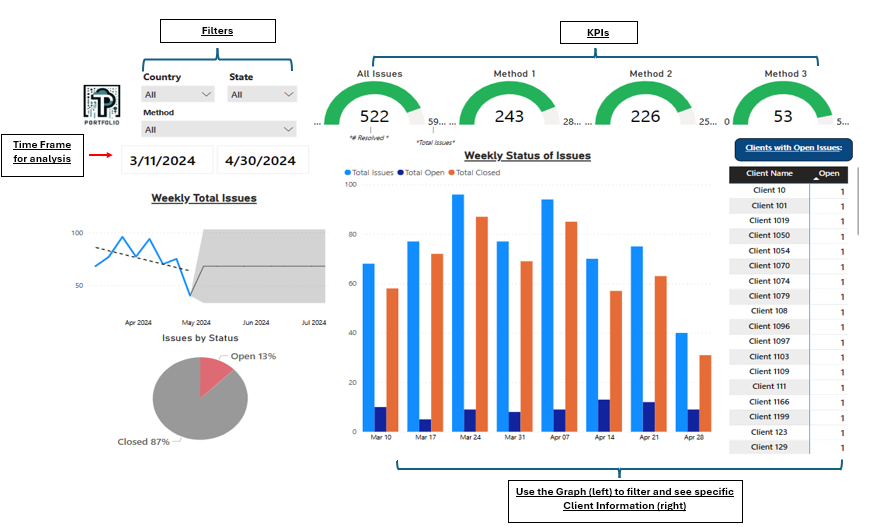 Filters
KPIs
Country
State
All
All
Method
All
PORTFOLIO
Time Frame
for analysis
3/11/2024
4/30/2024
All Issues
522
...
59...
*# Resolved *
*Total Issues*
Method 1
243
...
28...
Method 2
226
...
25...
Method 3
53
0
5...
Weekly Total Issues
100
50
Apr 2024
May 2024
Jun 2024
Jul 2024
Issues by Status
Open 13%
Closed 87%
Weekly Status of Issues
Total Issues
Total Open
Total Closed
100
80
60
40
20
0
Mar 10
Mar 17
Mar 24
Mar 31
Apr 07
Apr 14
Apr 21
Apr 28
Clients with Open Issues:
Client Name Open
Client 10 1
Client 101 1
Client 1019 1
Client 1050 1
Client 1054 1
Client 1070 1
Client 1074 1
Client 1079 1
Client 108 1
Client 1096 1
Client 1097 1
Client 1103 1
Client 1109 1
Client 111 1
Client 1166 1
Client 1199 1
Client 123 1
Client 129 1
Use the Graph (left) to filter and see specific
Client Information (right)